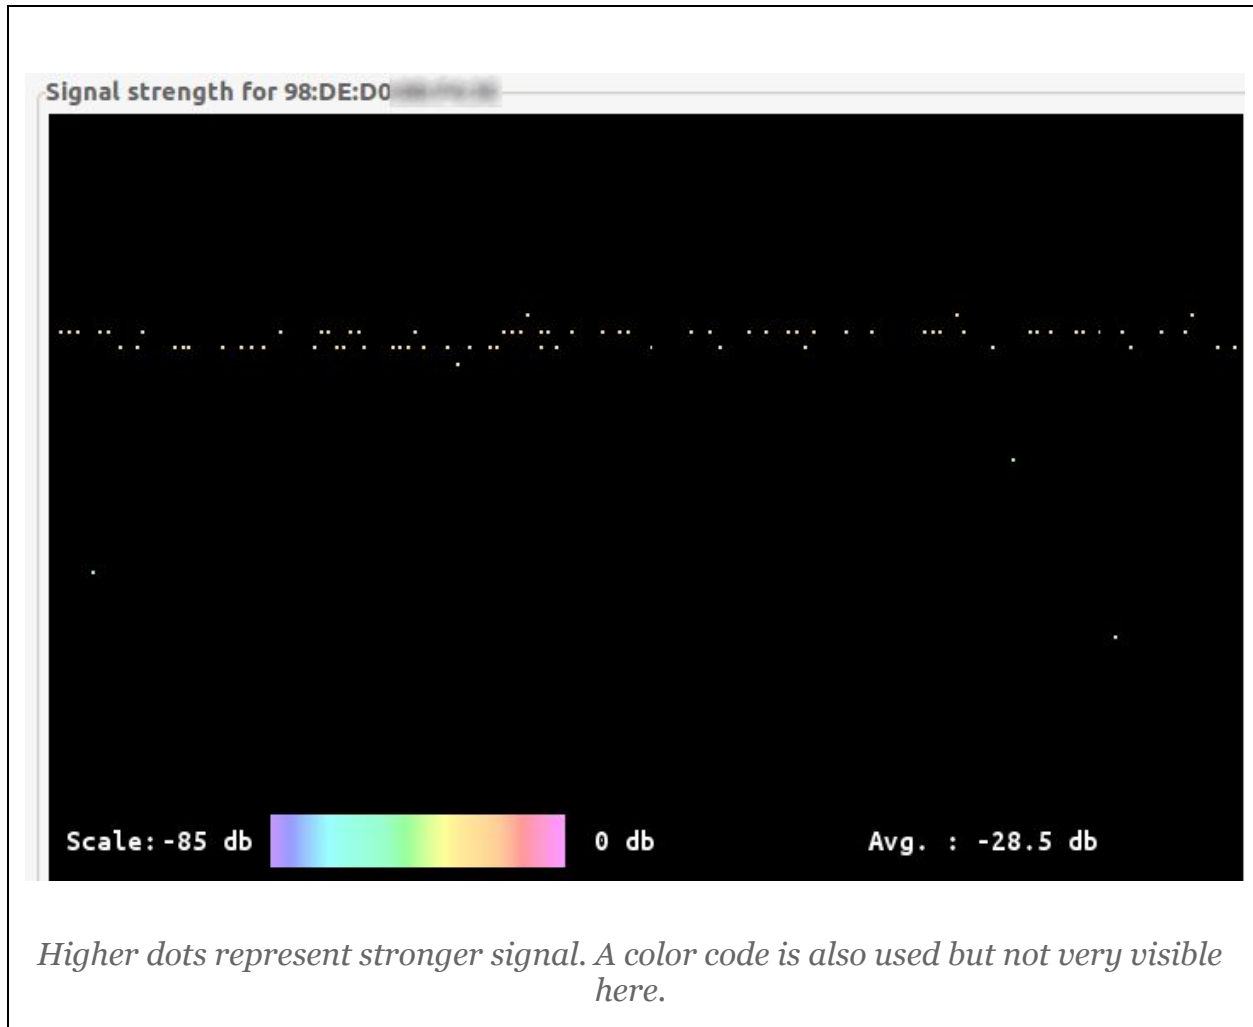 Signal strength for 98:DE:D0
Scale: -85 db 0 db Avg. : -28.5 db
Higher dots represent stronger signal. A color code is also used but not very visible
here.